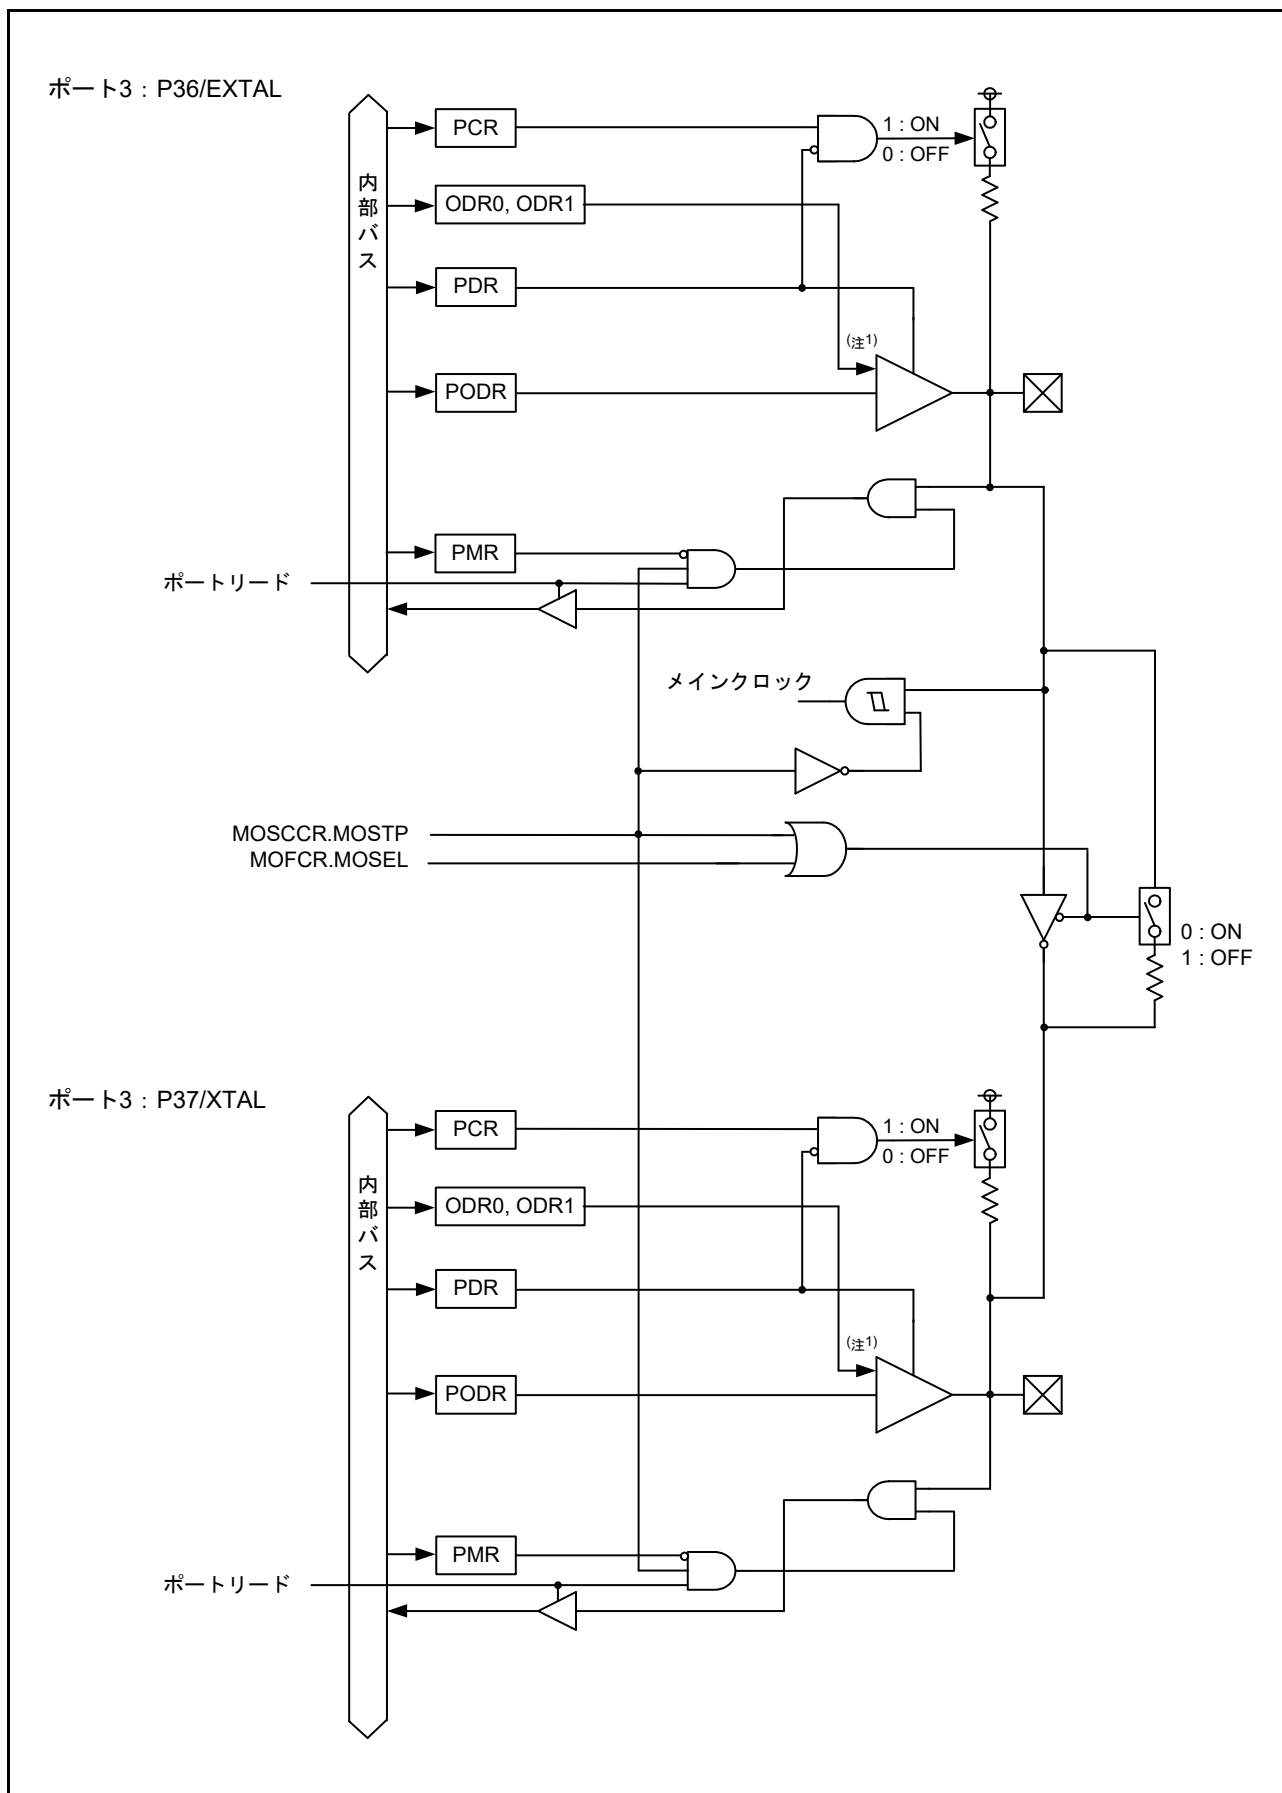 ポート3：P36/EXTAL
内部バス
PCR
1 : ON
0 : OFF
ODR0, ODR1
PDR
(注1)
PODR
PMR
ポートリード
メインクロック
MOSCCR.MOSTP
MOFCR.MOSEL
0 : ON
1 : OFF
ポート3：P37/XTAL
内部バス
PCR
1 : ON
0 : OFF
ODR0, ODR1
PDR
(注1)
PODR
PMR
ポートリード